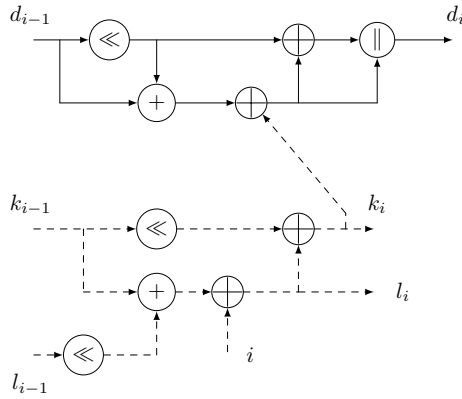 d_{i−1} d_i
≪ ‖
+
k_{i−1} k_i
≪
+ l_i
≪ i
l_{i−1}